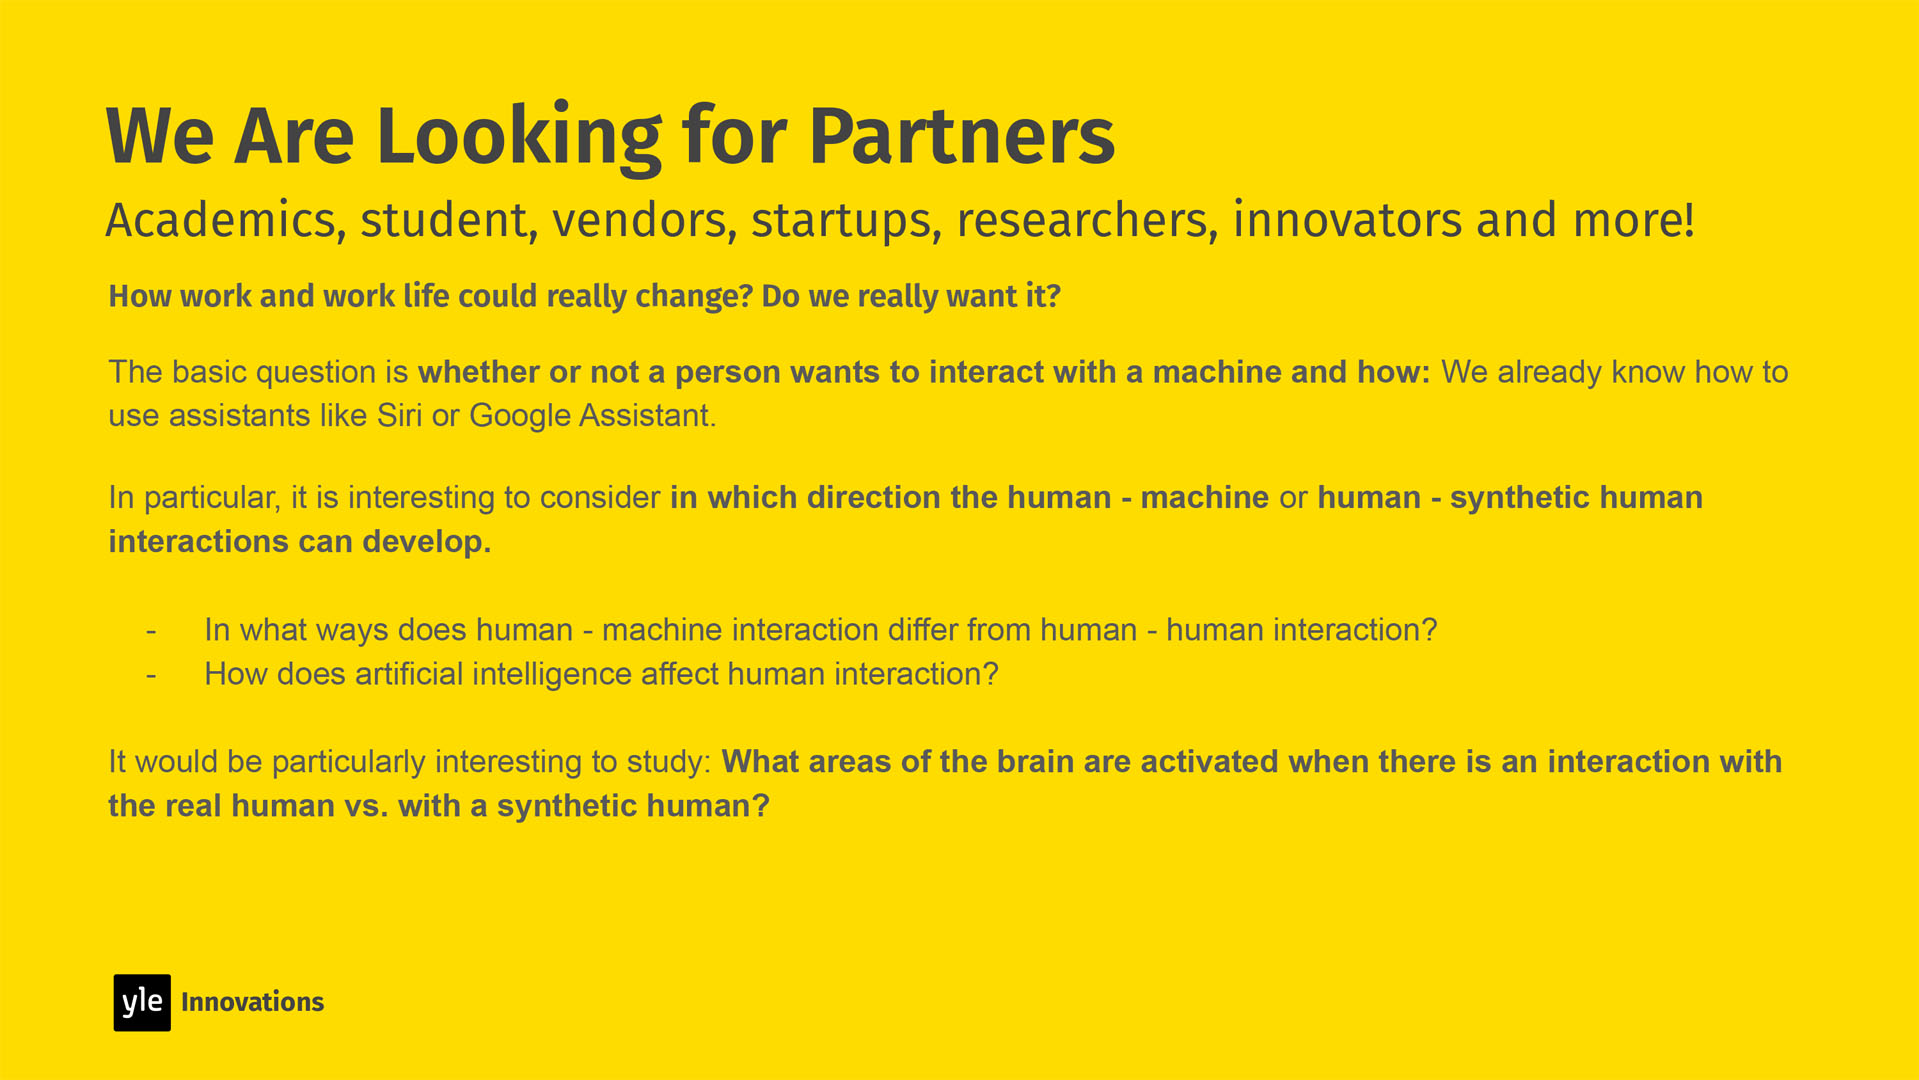 We Are Looking for Partners
Academics, student, vendors, startups, researchers, innovators and more!
How work and work life could really change? Do we really want it?
The basic question is whether or not a person wants to interact with a machine and how: We already know how to
use assistants like Siri or Google Assistant.
In particular, it is interesting to consider in which direction the human - machine or human - synthetic human
interactions can develop.
- In what ways does human - machine interaction differ from human - human interaction?
- How does artificial intelligence affect human interaction?
It would be particularly interesting to study: What areas of the brain are activated when there is an interaction with
the real human vs. with a synthetic human?
yle Innovations